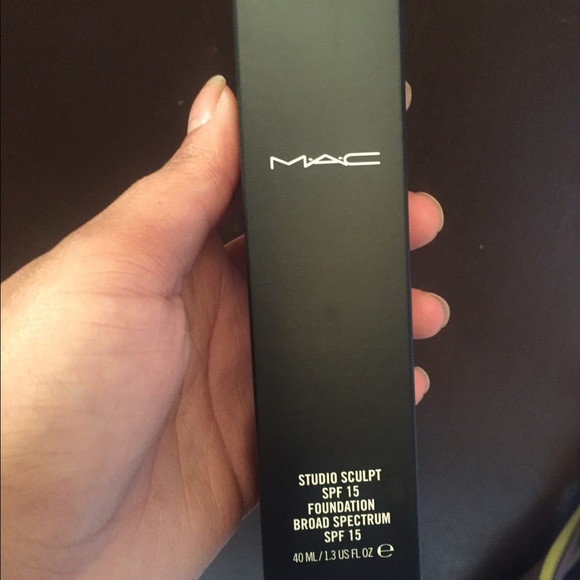 M·A·C
STUDIO SCULPT
SPF 15
FOUNDATION
BROAD SPECTRUM
SPF 15
40 ML / 1.3 US FL OZ ℮